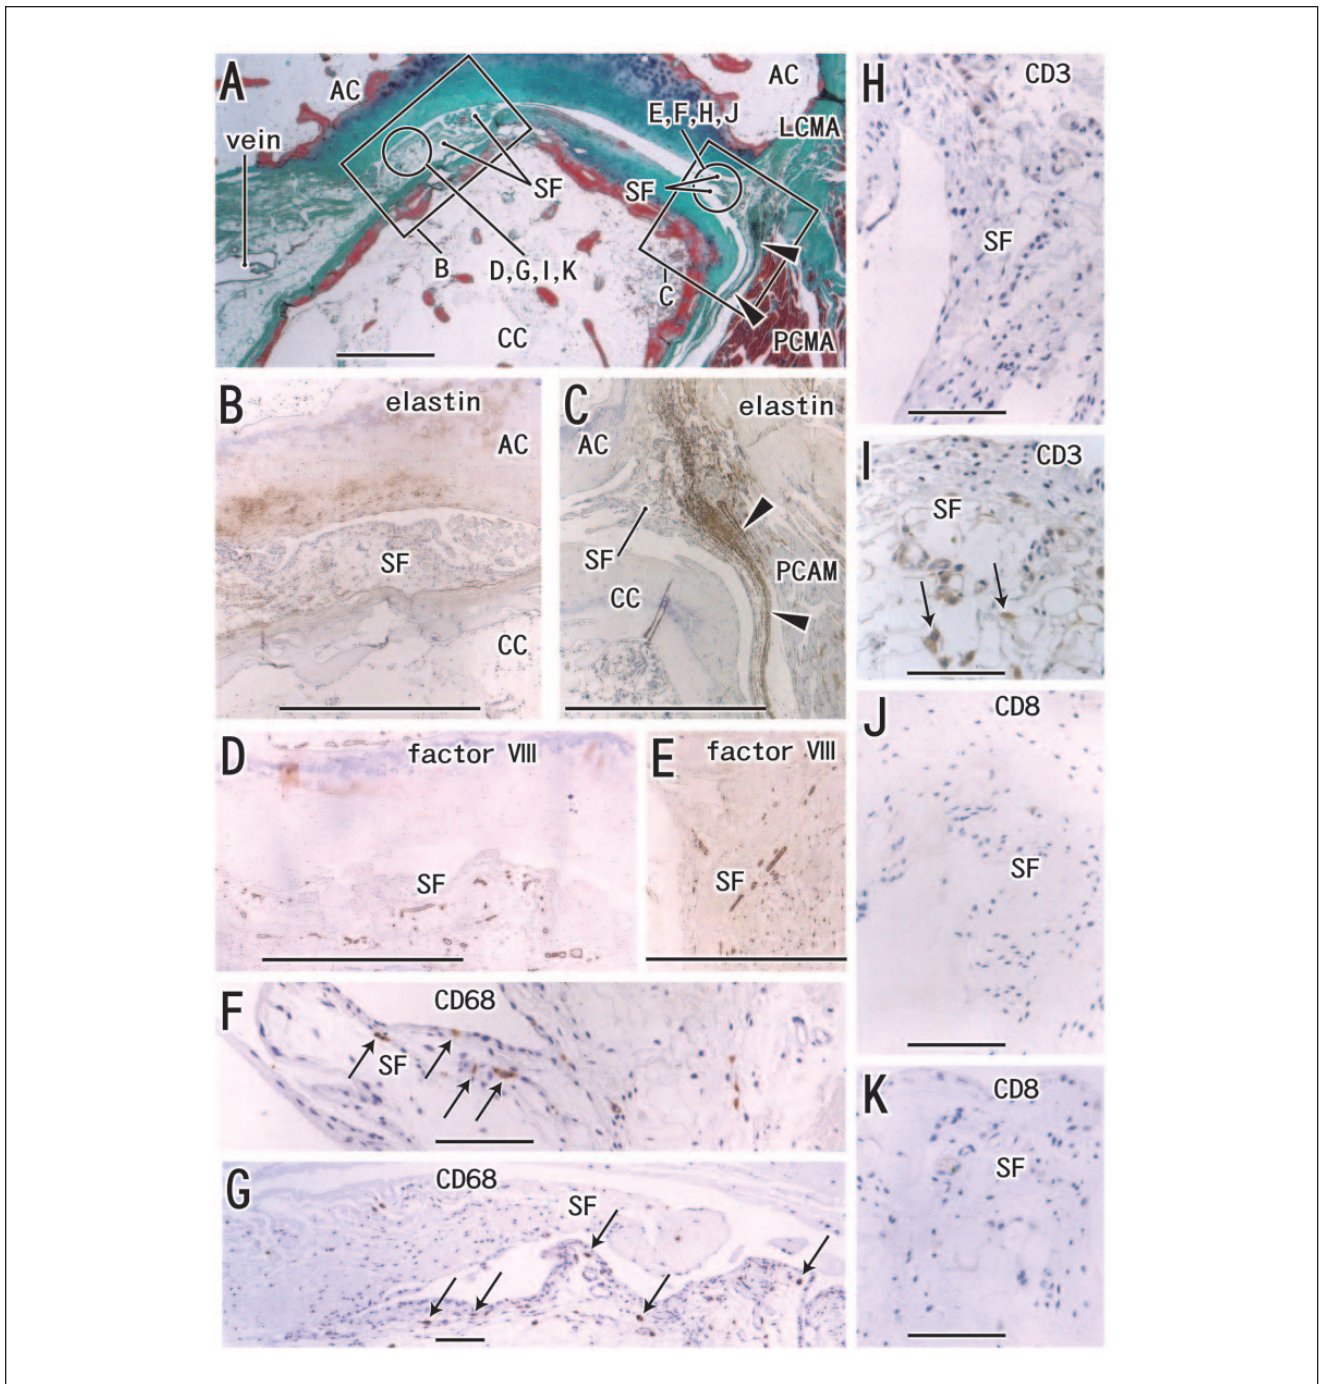 A
AC
AC
E,F,H,J
LCMA
vein
SF
SF
B
D,G,I,K
C
CC
PCMA
B
elastin
AC
SF
CC
C
elastin
AC
SF
PCAM
CC
D
factor VIII
SF
E
factor VIII
SF
F
CD68
SF
G
CD68
SF
H
CD3
SF
I
CD3
SF
J
CD8
SF
K
CD8
SF